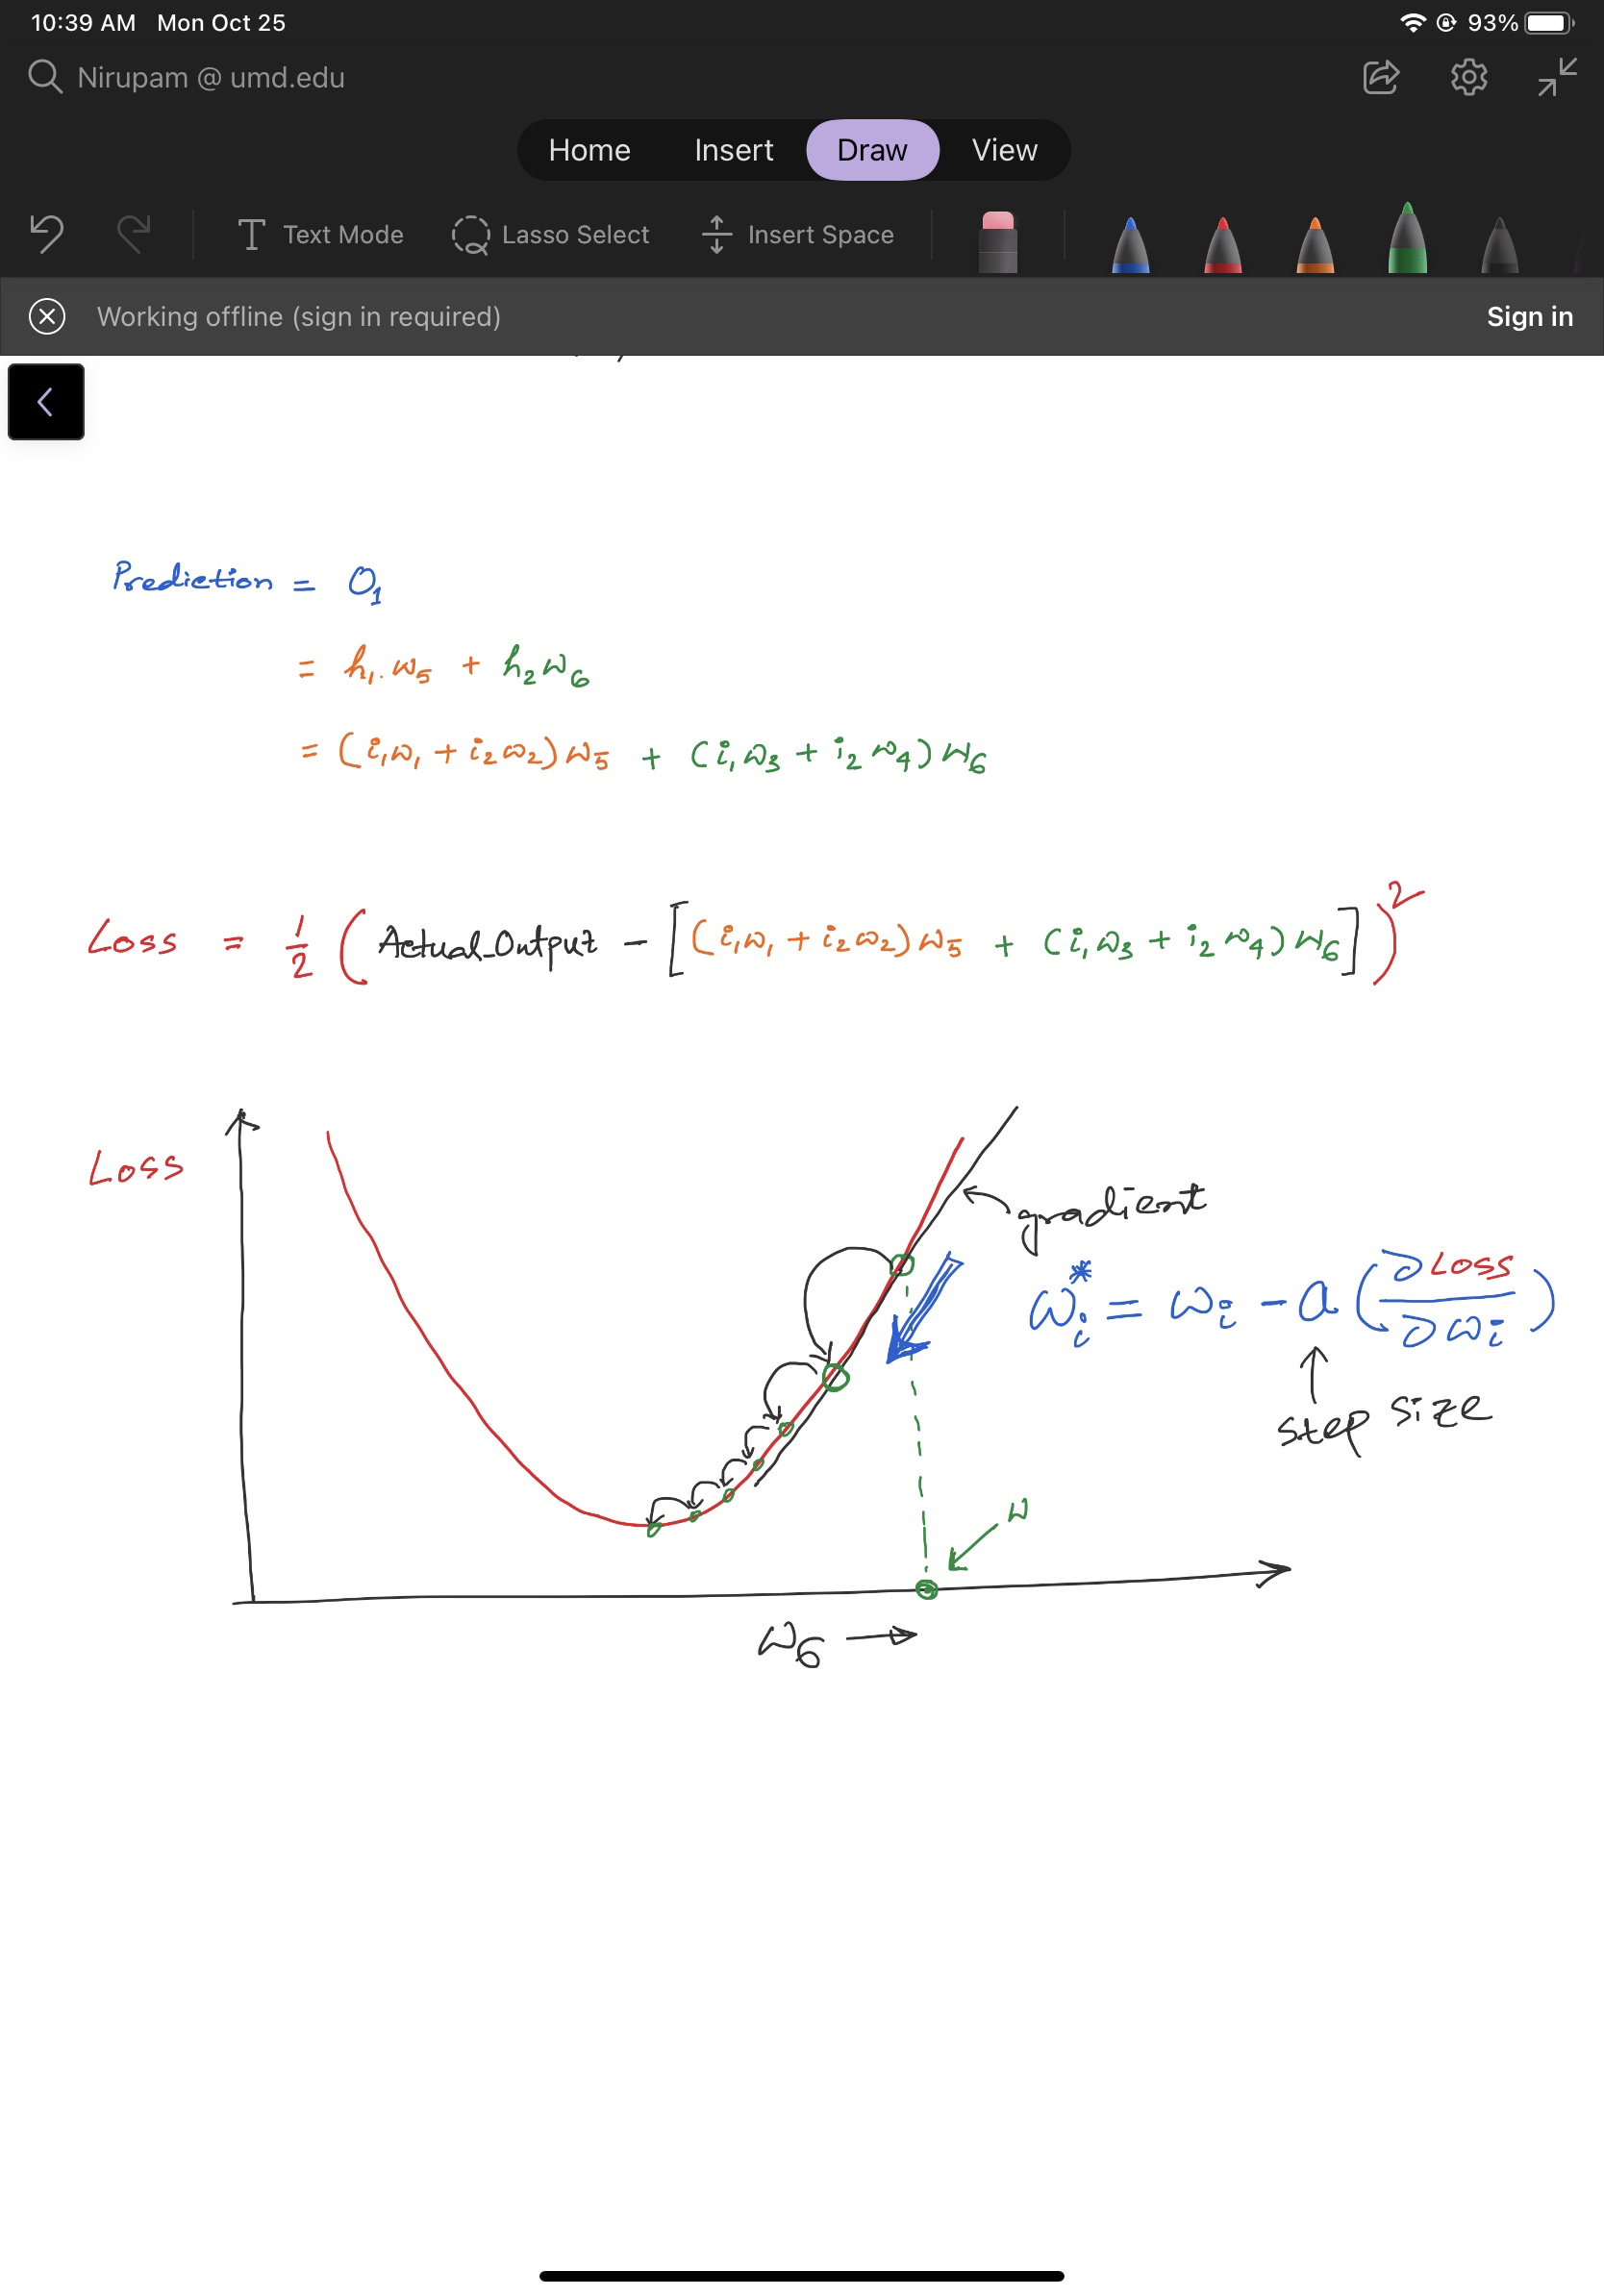 10:39 AM Mon Oct 25 93%
Nirupam @ umd.edu
Home Insert Draw View
Text Mode Lasso Select Insert Space
Working offline (sign in required) Sign in
Prediction = O₁
= h₁.w₅ + h₂w₆
= (i₁w₁ + i₂w₂)w₅ + (i₁w₃ + i₂w₄)w₆
Loss = 1/2 (Actual_Output − [(i₁w₁ + i₂w₂)w₅ + (i₁w₃ + i₂w₄)w₆])²
Loss
gradient
wᵢ* = wᵢ − a (∂Loss/∂wᵢ)
step size
w
w₆ →